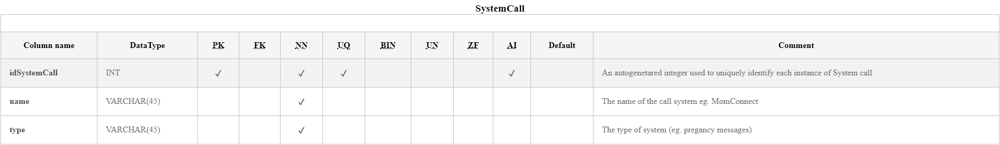 SystemCall
Column name DataType PK FK NN UQ BIN UN ZF AI Default Comment
idSystemCall INT ✓ ✓ ✓ ✓ An autogenetared integer used to uniquely identify each instance of System call
name VARCHAR(45) ✓ The name of the call system eg. MomConnect
type VARCHAR(45) ✓ The type of system (eg. pregancy messages)